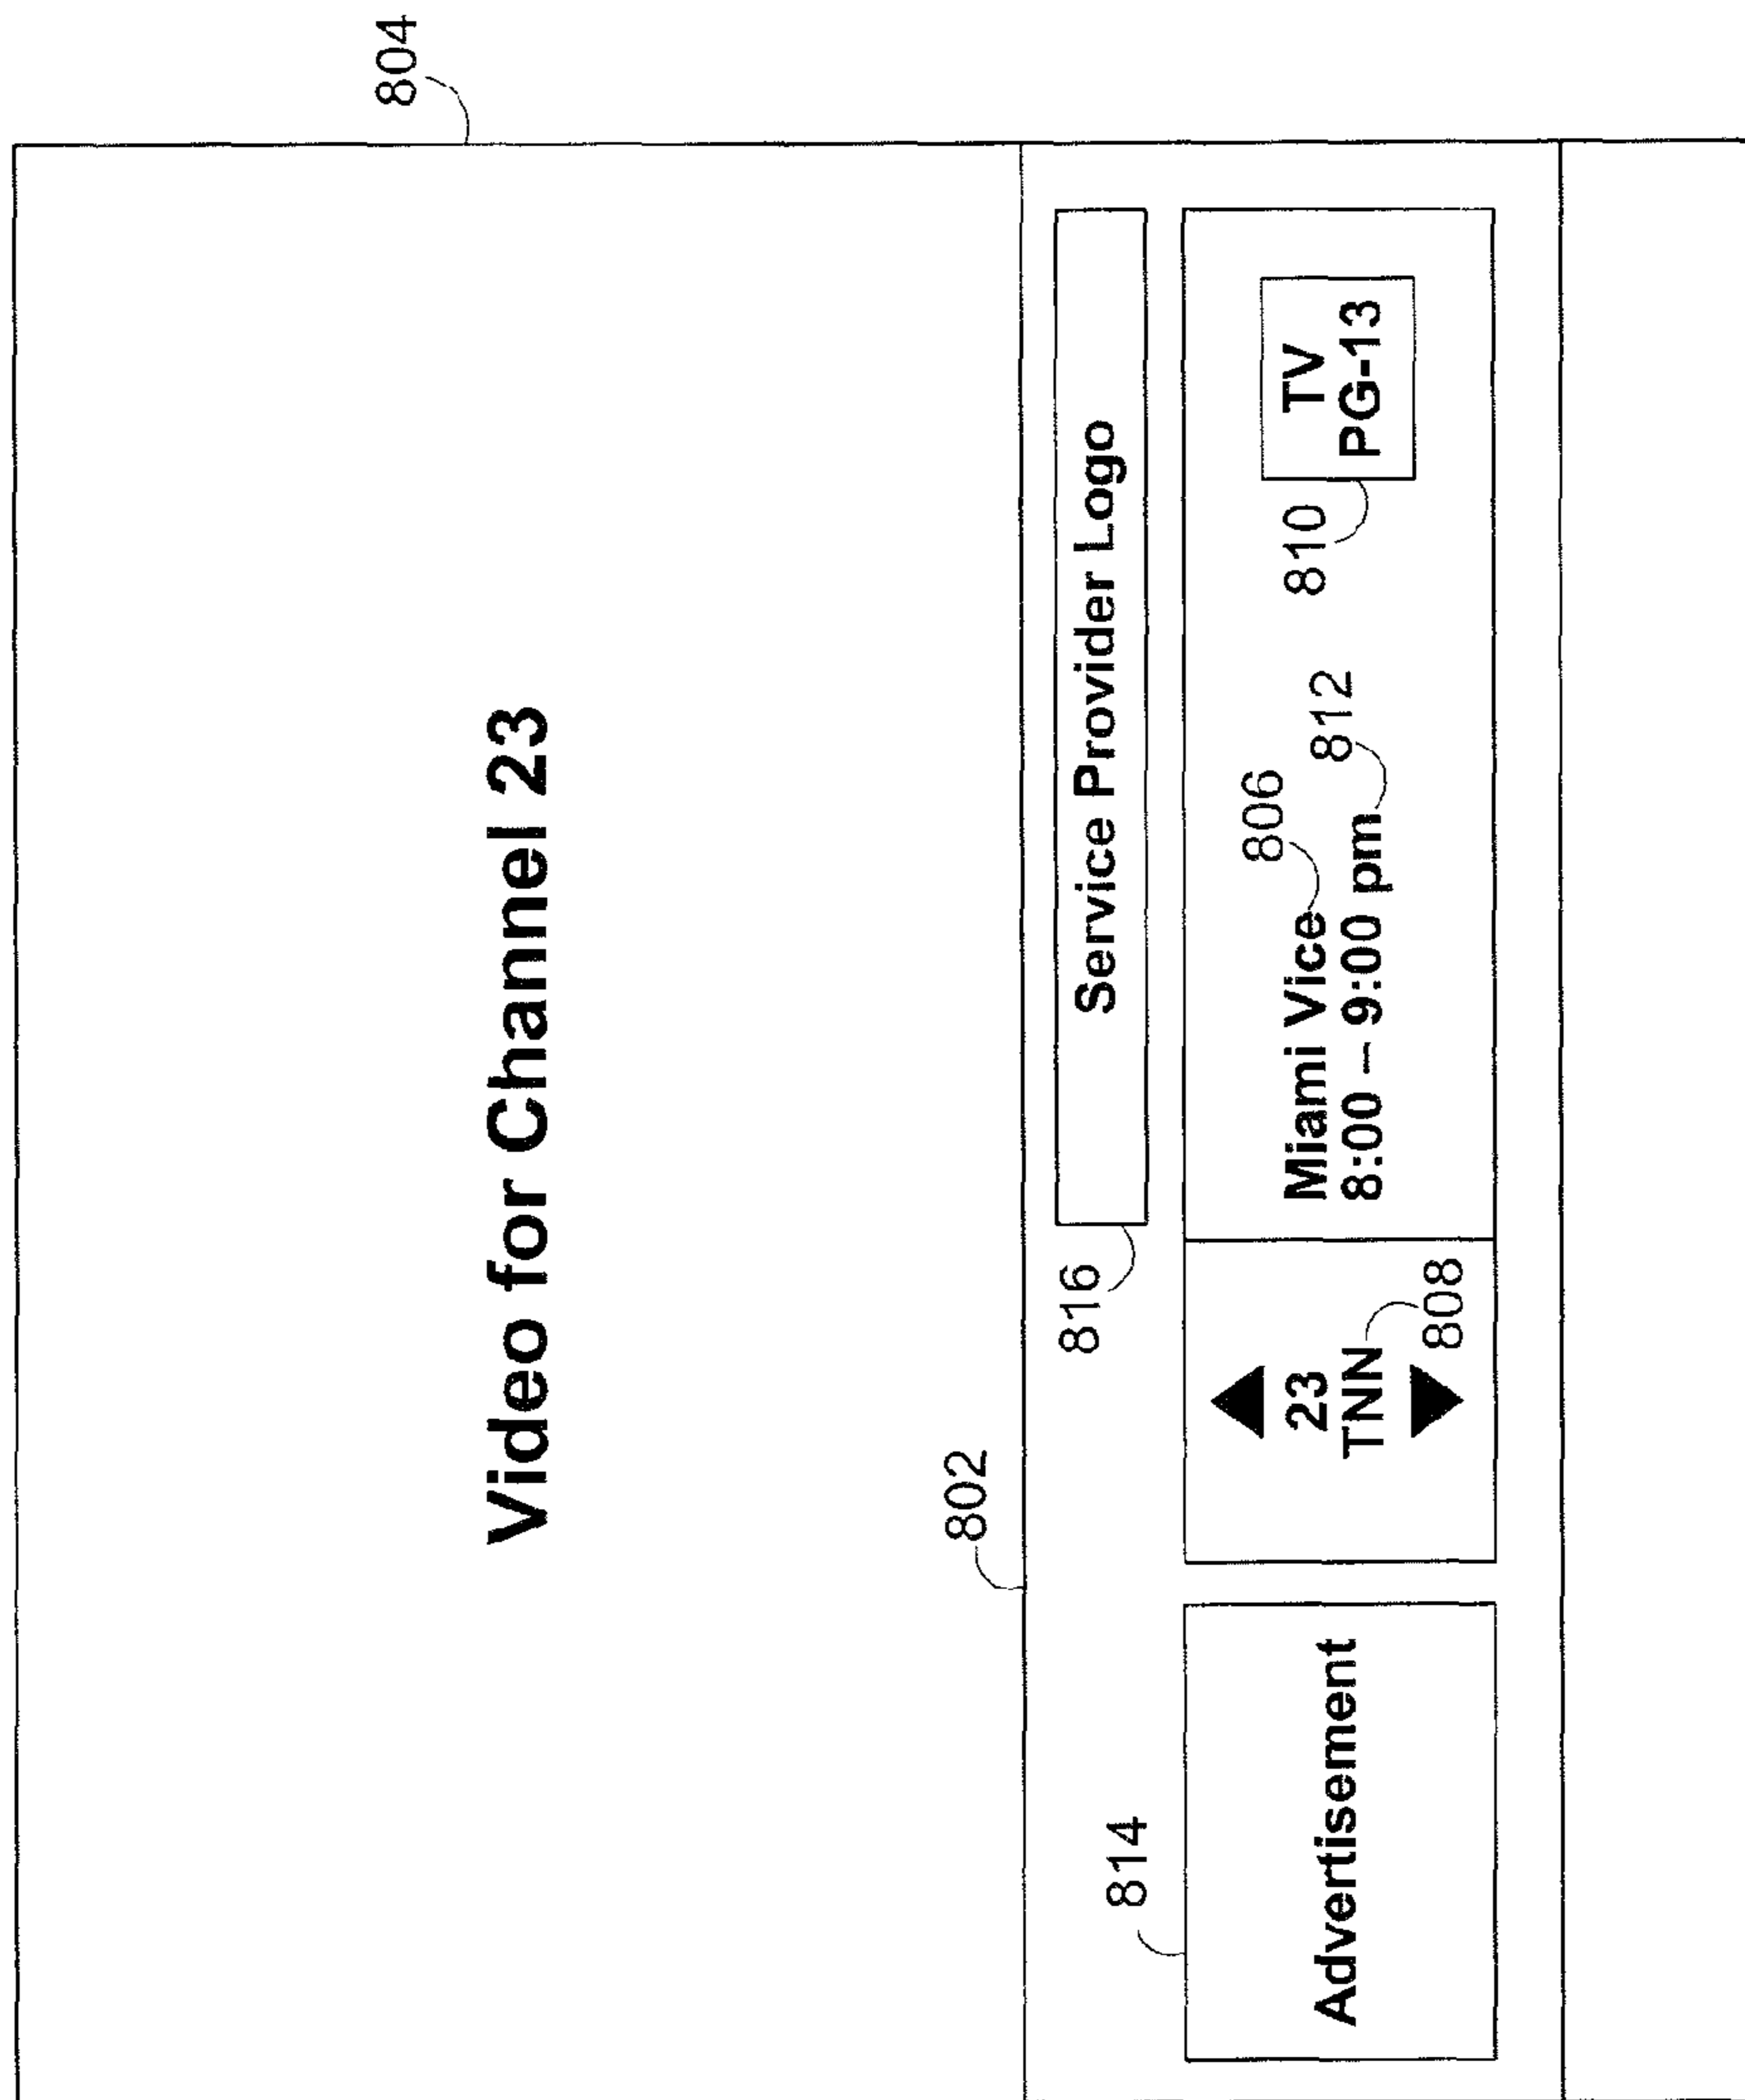 804
Video for Channel 23
802
816
Service Provider Logo
814
Advertisement
23
TNN
808
806
Miami Vice
812
8:00 – 9:00 pm
810
TV
PG-13